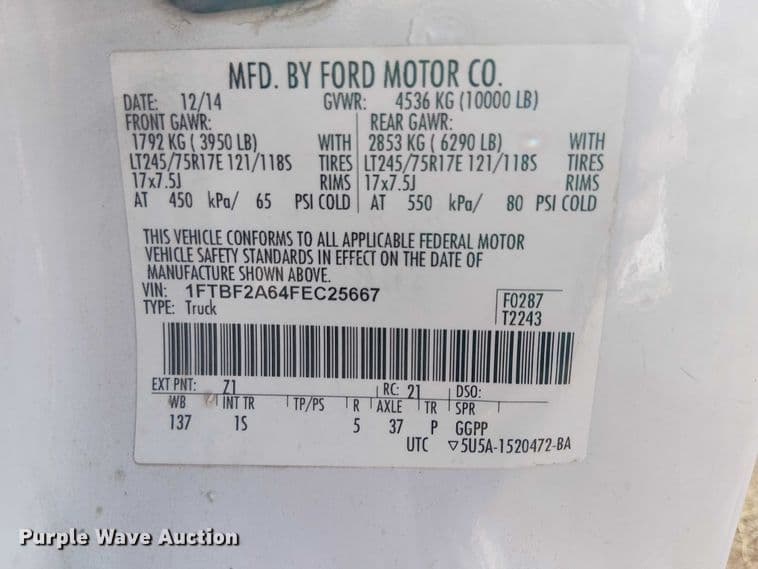 MFD. BY FORD MOTOR CO.
DATE: 12/14 GVWR: 4536 KG (10000 LB)
FRONT GAWR: REAR GAWR:
1792 KG ( 3950 LB) WITH 2853 KG ( 6290 LB) WITH
LT245/75R17E 121/118S TIRES LT245/75R17E 121/118S TIRES
17x7.5J RIMS 17x7.5J RIMS
AT 450 kPa/ 65 PSI COLD AT 550 kPa/ 80 PSI COLD
THIS VEHICLE CONFORMS TO ALL APPLICABLE FEDERAL MOTOR
VEHICLE SAFETY STANDARDS IN EFFECT ON THE DATE OF
MANUFACTURE SHOWN ABOVE.
VIN: 1FTBF2A64FEC25667 F0287
TYPE: Truck T2243
EXT PNT: Z1 RC: 21 DSO:
WB INT TR TP/PS R AXLE TR SPR
137 1S 5 37 P GGPP
UTC ▽5U5A-1520472-BA
Purple Wave Auction